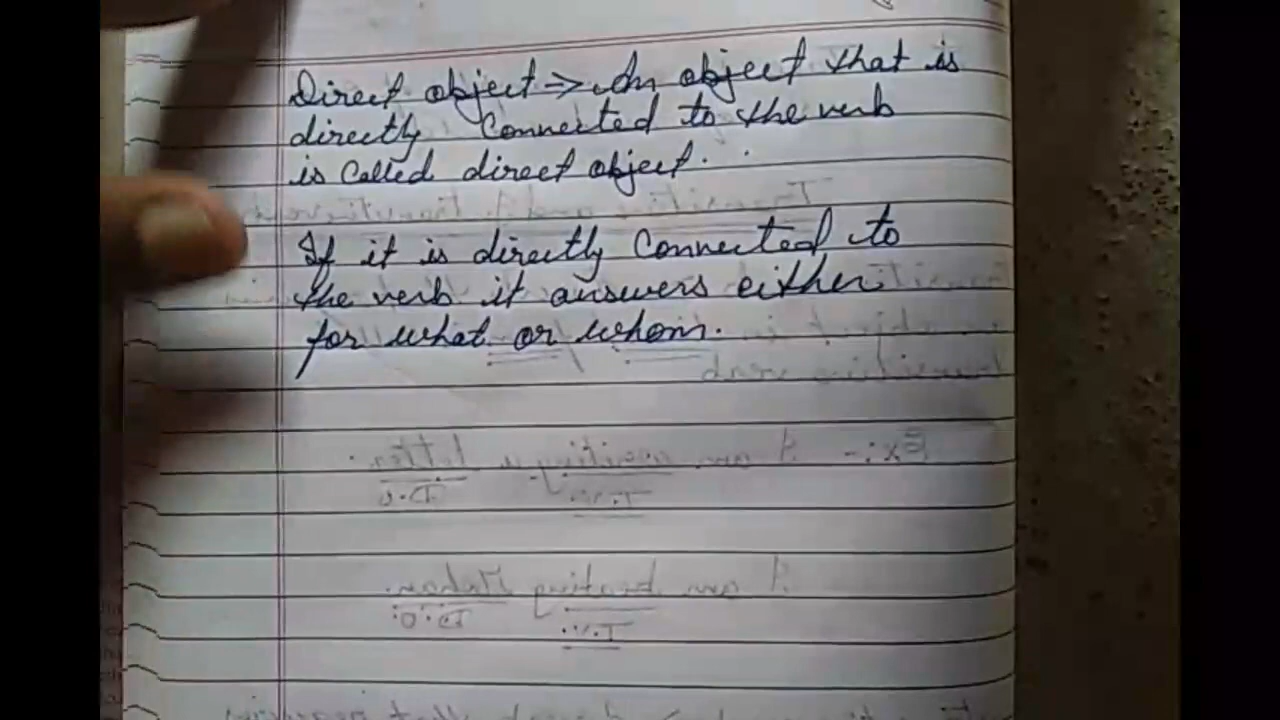 Direct object => An object that is
directly Connected to the verb
is Called direct object.
If it is directly Connected to
the verb it answers either
for what or whom.